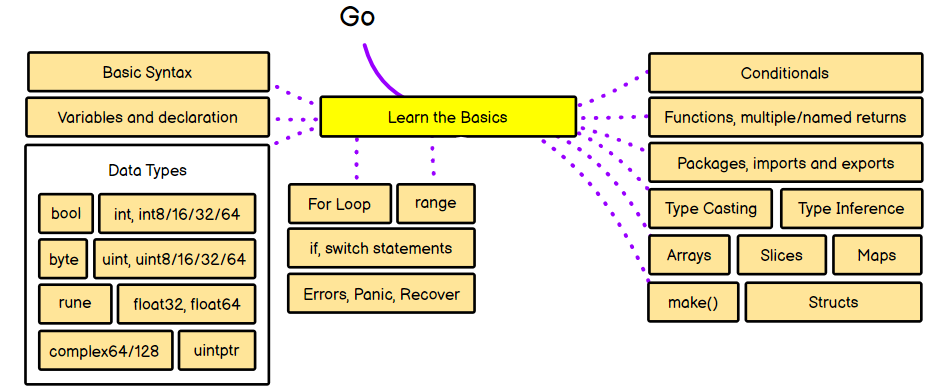 Go
Learn the Basics
Basic Syntax
Variables and declaration
Data Types
bool
int, int8/16/32/64
byte
uint, uint8/16/32/64
rune
float32, float64
complex64/128
uintptr
For Loop
range
if, switch statements
Errors, Panic, Recover
Conditionals
Functions, multiple/named returns
Packages, imports and exports
Type Casting
Type Inference
Arrays
Slices
Maps
make()
Structs